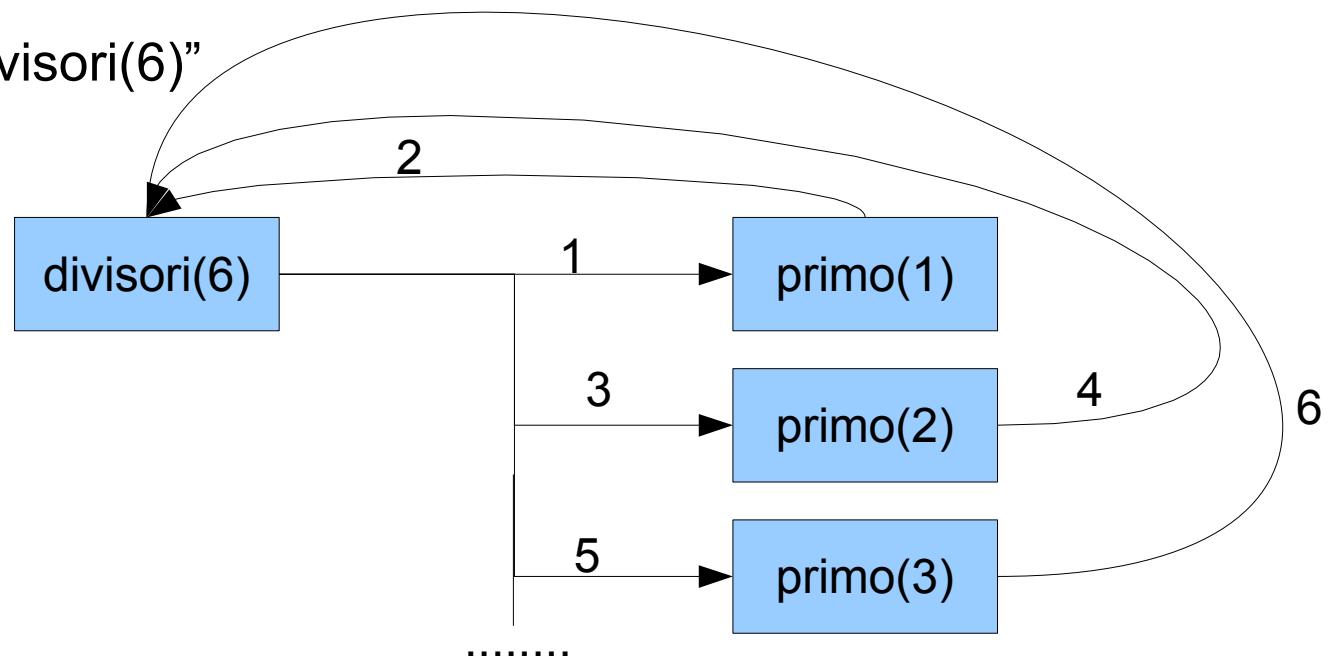 visori(6)”
2
divisori(6)
1
primo(1)
3
primo(2)
4
6
5
primo(3)
........